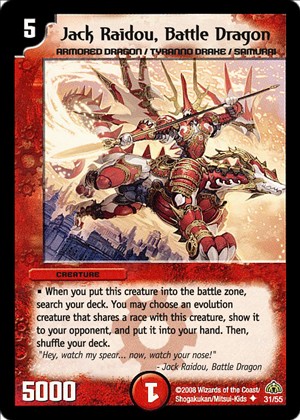 5
Jack Raidou, Battle Dragon
ARMORED DRAGON / TYRANNO DRAKE / SAMURAI
CREATURE
▪ When you put this creature into the battle zone,
search your deck. You may choose an evolution
creature that shares a race with this creature, show it
to your opponent, and put it into your hand. Then,
shuffle your deck.
"Hey, watch my spear... now, watch your nose!"
- Jack Raidou, Battle Dragon
5000
1
©2008 Wizards of the Coast/
Shogakukan/Mitsui-Kids ✦ 31/55